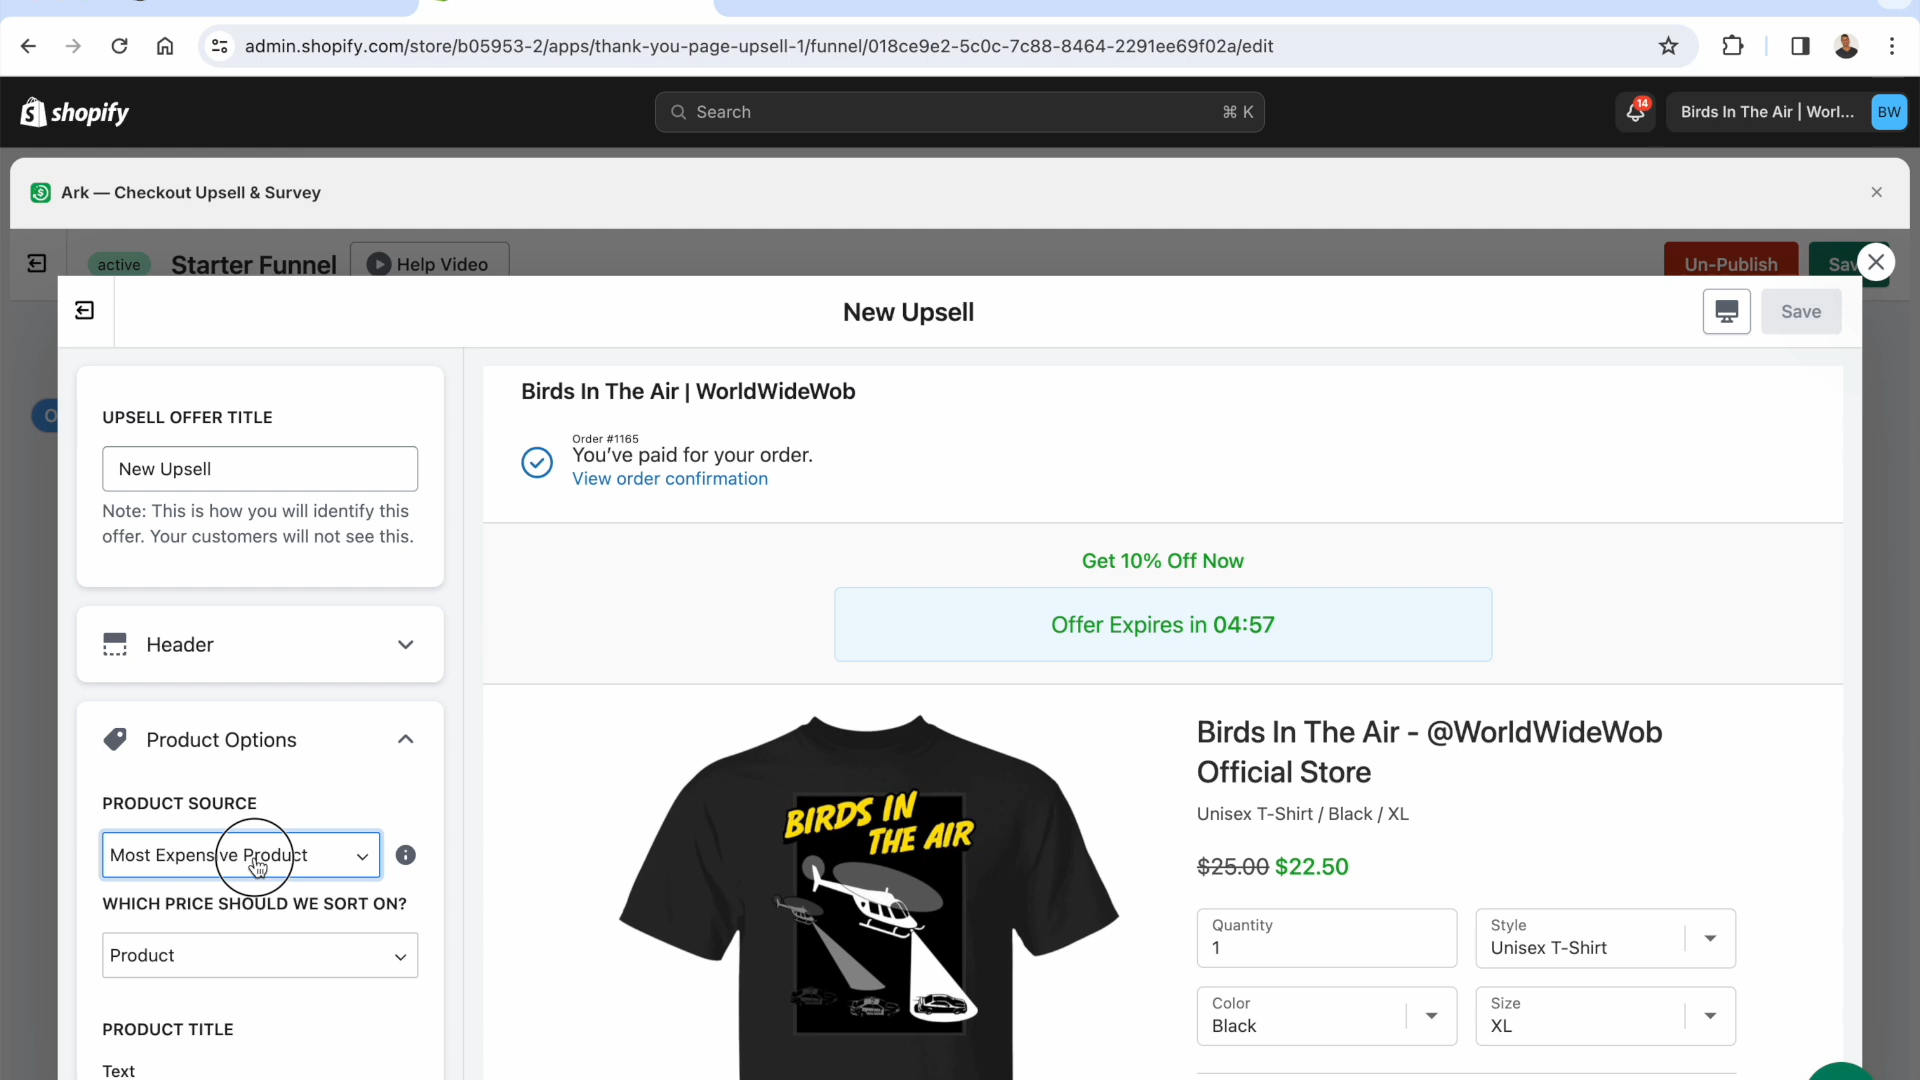 admin.shopify.com/store/b05953-2/apps/thank-you-page-upsell-1/funnel/018ce9e2-5c0c-7c88-8464-2291ee69f02a/edit
shopify
Search
⌘ K
14
Birds In The Air | Worl...
BW
Ark — Checkout Upsell & Survey
active
Starter Funnel
Help Video
Un-Publish
Sav
New Upsell
Save
UPSELL OFFER TITLE
New Upsell
Note: This is how you will identify this
offer. Your customers will not see this.
Header
Product Options
PRODUCT SOURCE
Most Expensive Product
WHICH PRICE SHOULD WE SORT ON?
Product
PRODUCT TITLE
Text
Birds In The Air | WorldWideWob
Order #1165
You've paid for your order.
View order confirmation
Get 10% Off Now
Offer Expires in 04:57
BIRDS IN
THE AIR
Birds In The Air - @WorldWideWob
Official Store
Unisex T-Shirt / Black / XL
$25.00 $22.50
Quantity
1
Style
Unisex T-Shirt
Color
Black
Size
XL